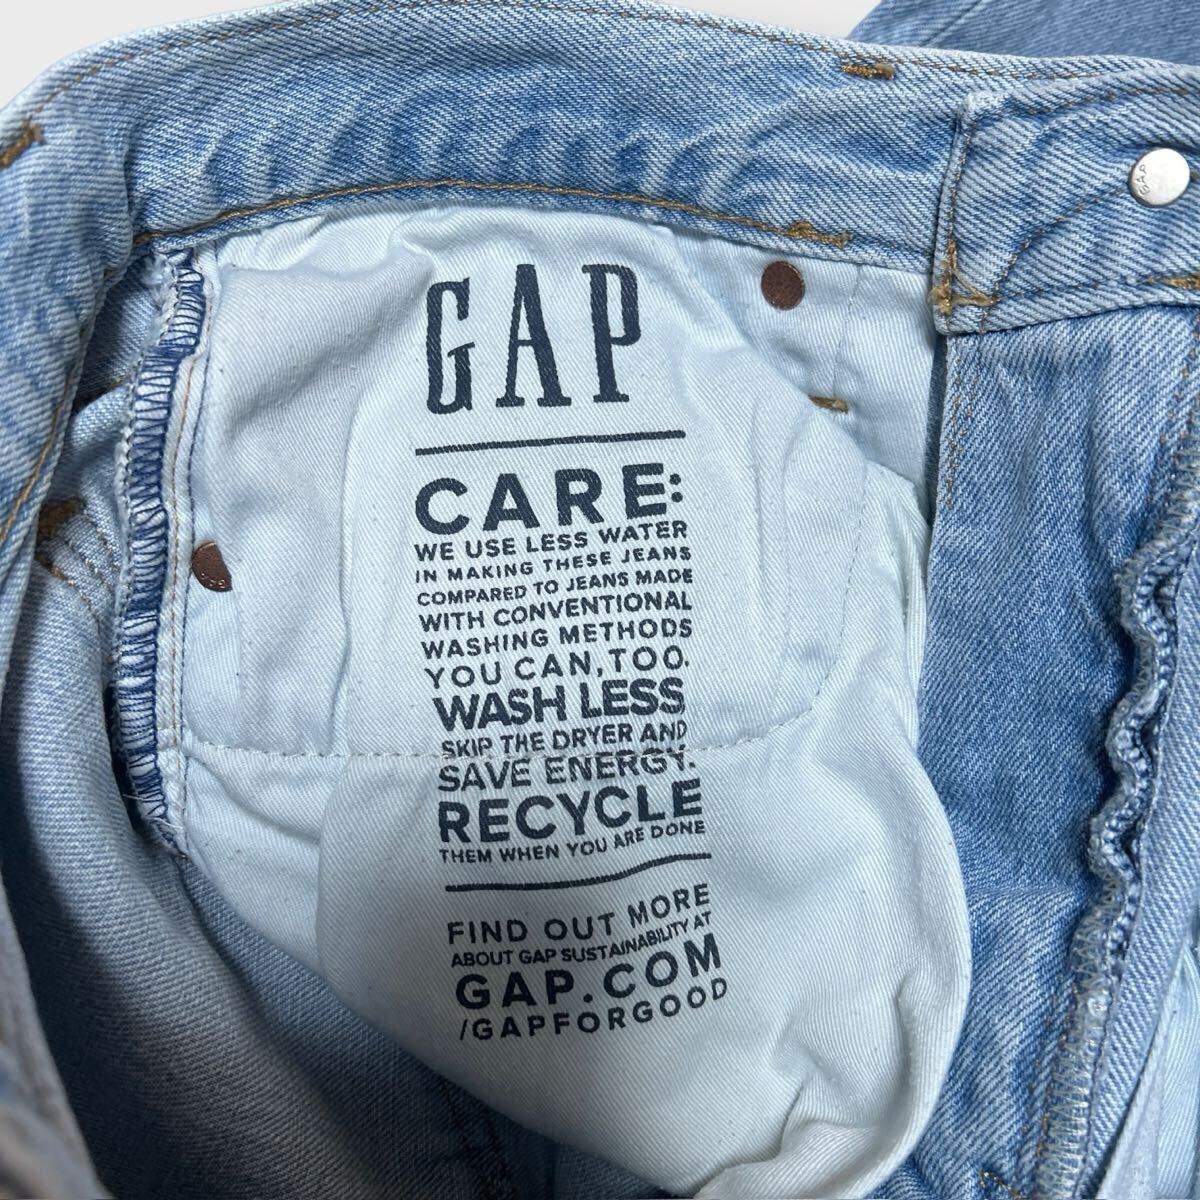 GAP
GAP
CARE:
WE USE LESS WATER
IN MAKING THESE JEANS
COMPARED TO JEANS MADE
WITH CONVENTIONAL
WASHING METHODS
YOU CAN, TOO.
WASH LESS
SKIP THE DRYER AND
SAVE ENERGY.
RECYCLE
THEM WHEN YOU ARE DONE
FIND OUT MORE
ABOUT GAP SUSTAINABILITY AT
GAP.COM
/GAPFORGOOD